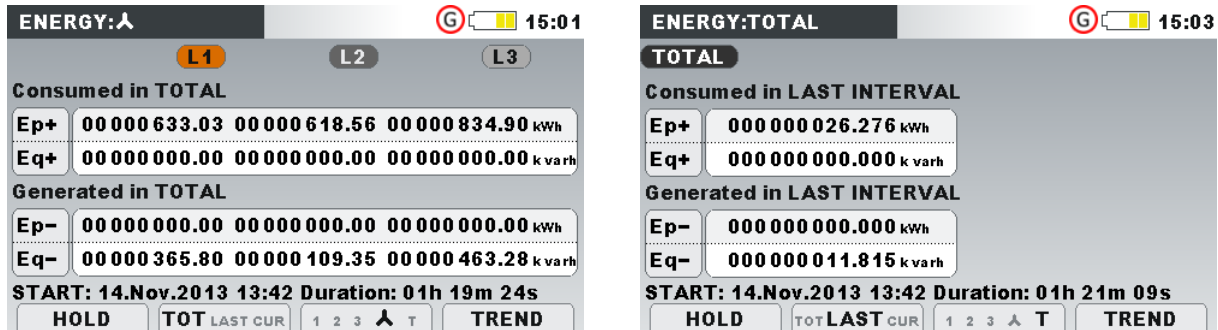 ENERGY: G 15:01
L1 L2 L3
Consumed in TOTAL
Ep+ 00000633.03 00000618.56 00000834.90 kWh
Eq+ 00000000.00 00000000.00 00000000.00 k varh
Generated in TOTAL
Ep− 00000000.00 00000000.00 00000000.00 kWh
Eq− 00000365.80 00000109.35 00000463.28 k varh
START: 14.Nov.2013 13:42 Duration: 01h 19m 24s
HOLD TOT LAST CUR 1 2 3 T TREND
ENERGY:TOTAL G 15:03
TOTAL
Consumed in LAST INTERVAL
Ep+ 000000026.276 kWh
Eq+ 000000000.000 k varh
Generated in LAST INTERVAL
Ep− 000000000.000 kWh
Eq− 000000011.815 k varh
START: 14.Nov.2013 13:42 Duration: 01h 21m 09s
HOLD TOT LAST CUR 1 2 3 T TREND